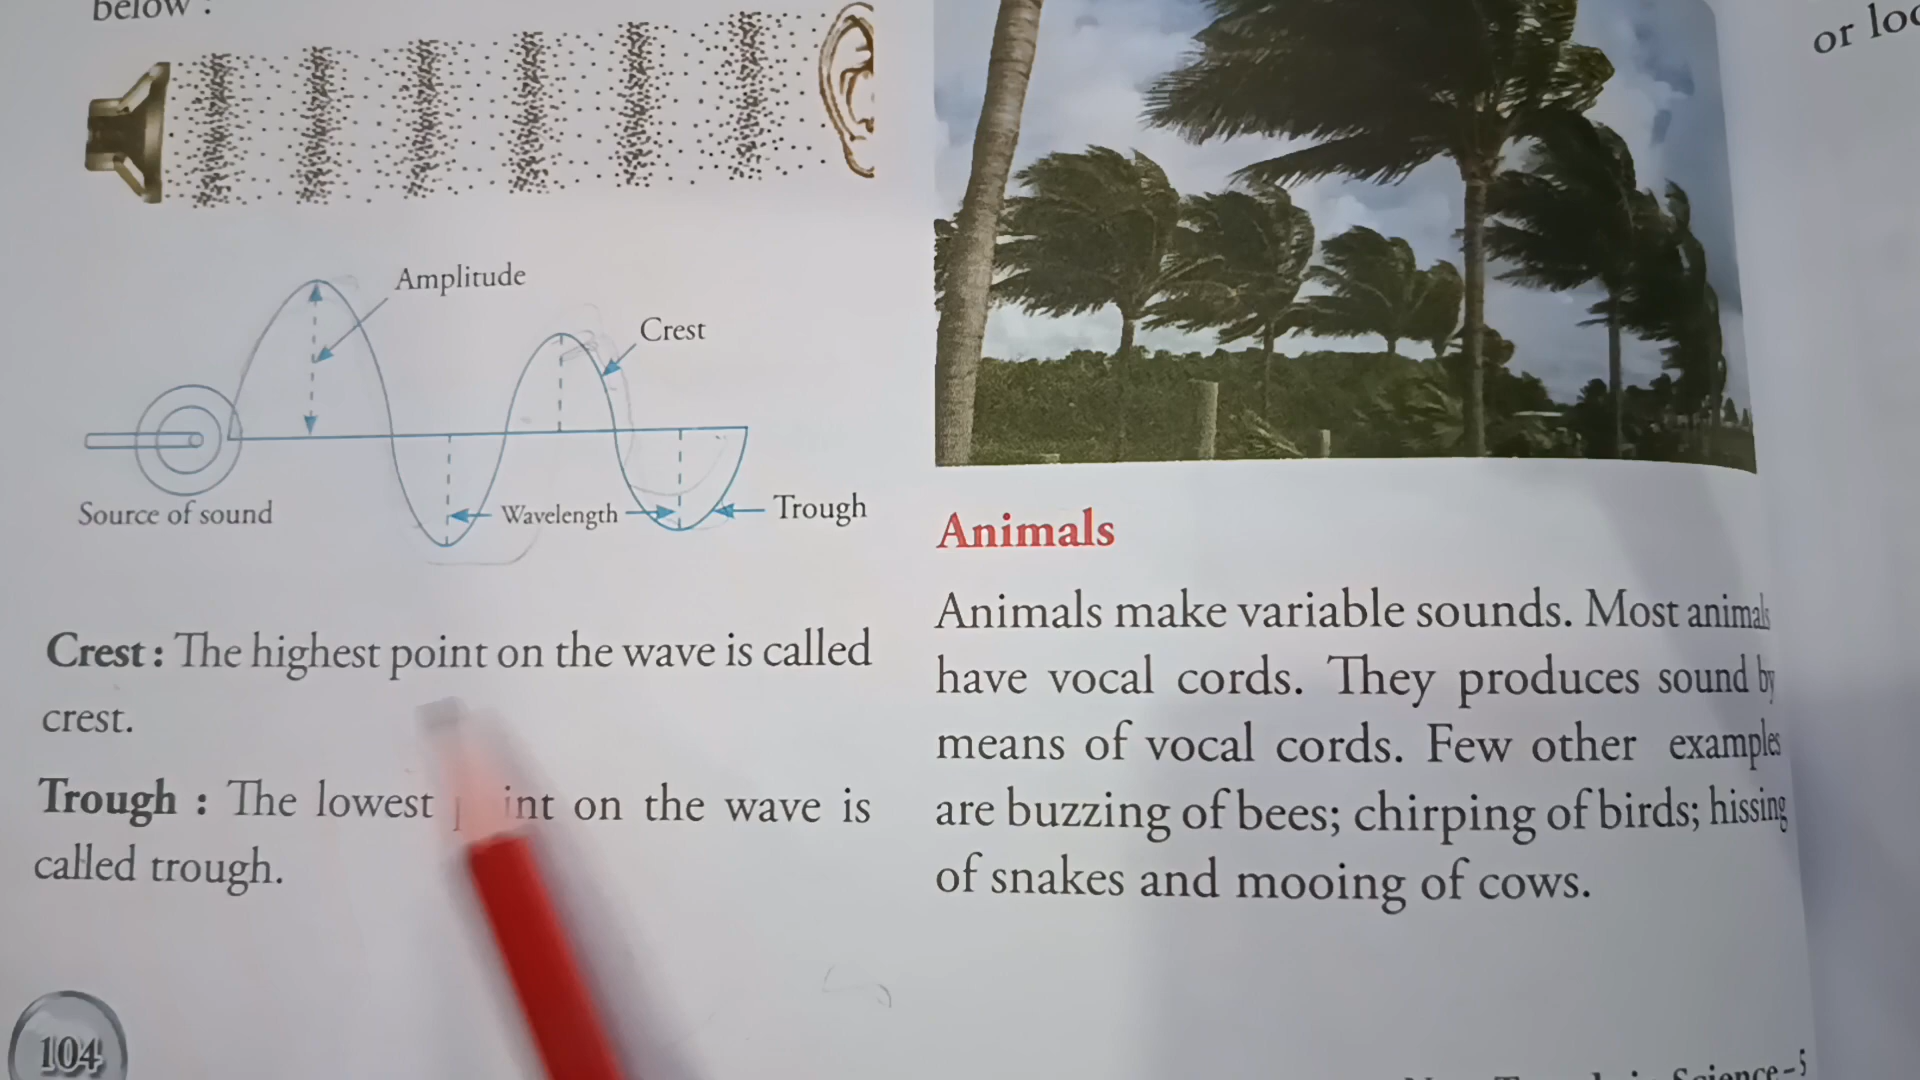 below :
Amplitude
Crest
Source of sound
Wavelength
Trough
Crest : The highest point on the wave is called
crest.
Trough : The lowest int on the wave is
called trough.
104
Animals
Animals make variable sounds. Most animals
have vocal cords. They produces sound by
means of vocal cords. Few other examples
are buzzing of bees; chirping of birds; hissing
of snakes and mooing of cows.
Science-5
or